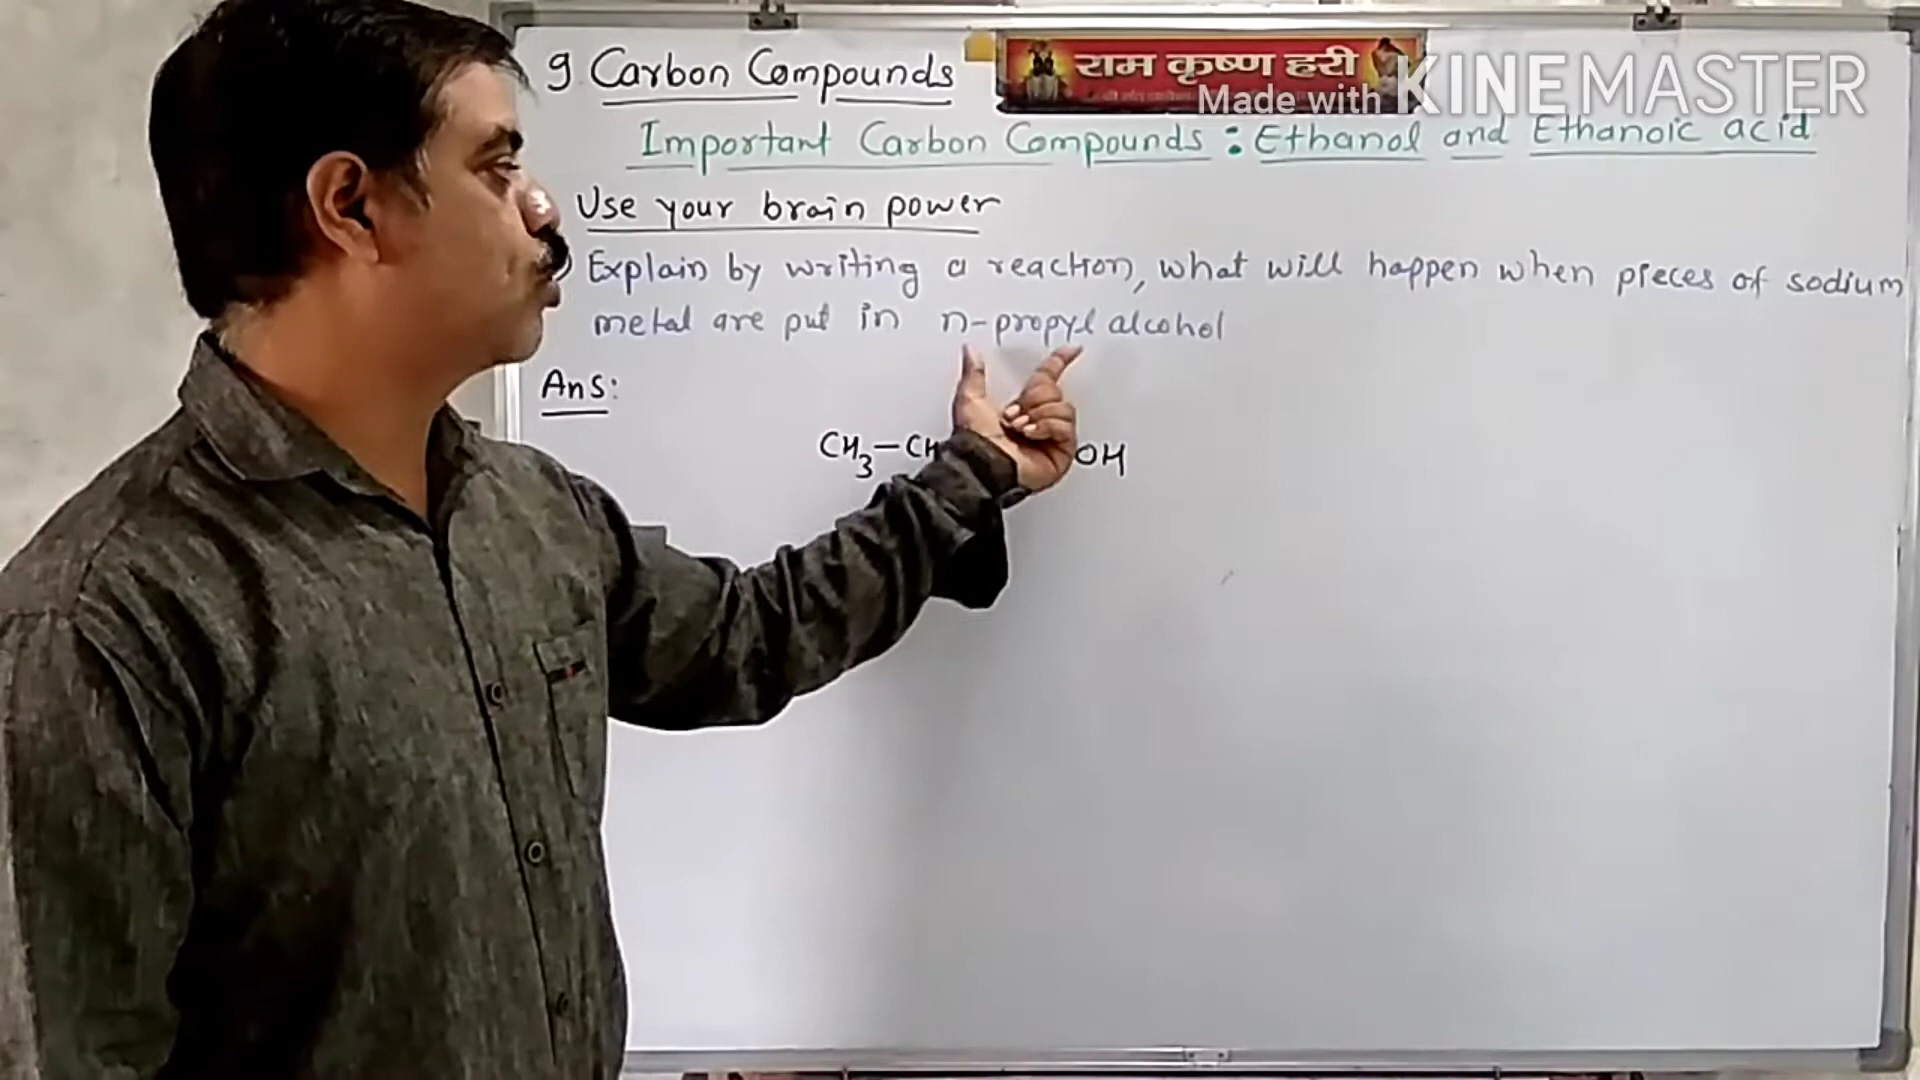 9. Carbon Compounds
राम कृष्ण हरी
Made with KINEMASTER
Important Carbon Compounds : Ethanol and Ethanoic acid
Use your brain power
Explain by writing a reaction, what will happen when pieces of sodium
metal are put in n-propyl alcohol
Ans:
CH3-CH OH